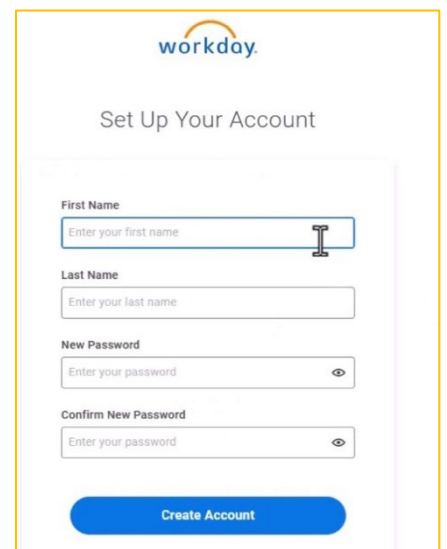 workday.
Set Up Your Account
First Name
Enter your first name
Last Name
Enter your last name
New Password
Enter your password
Confirm New Password
Enter your password
Create Account